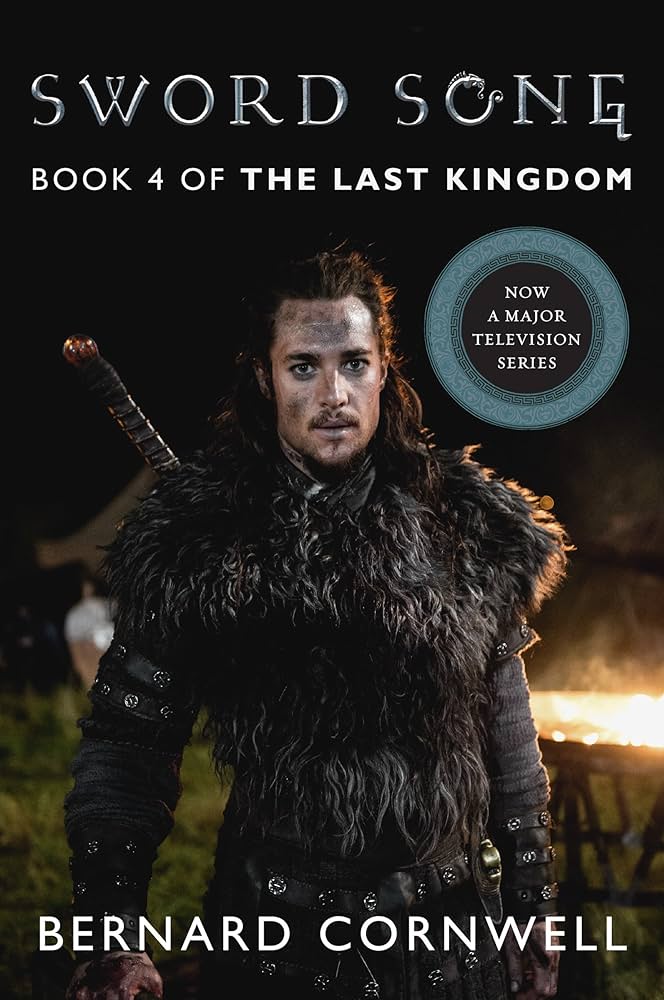 SWORD SONG
BOOK 4 OF THE LAST KINGDOM
NOW
A MAJOR
TELEVISION
SERIES
BERNARD CORNWELL